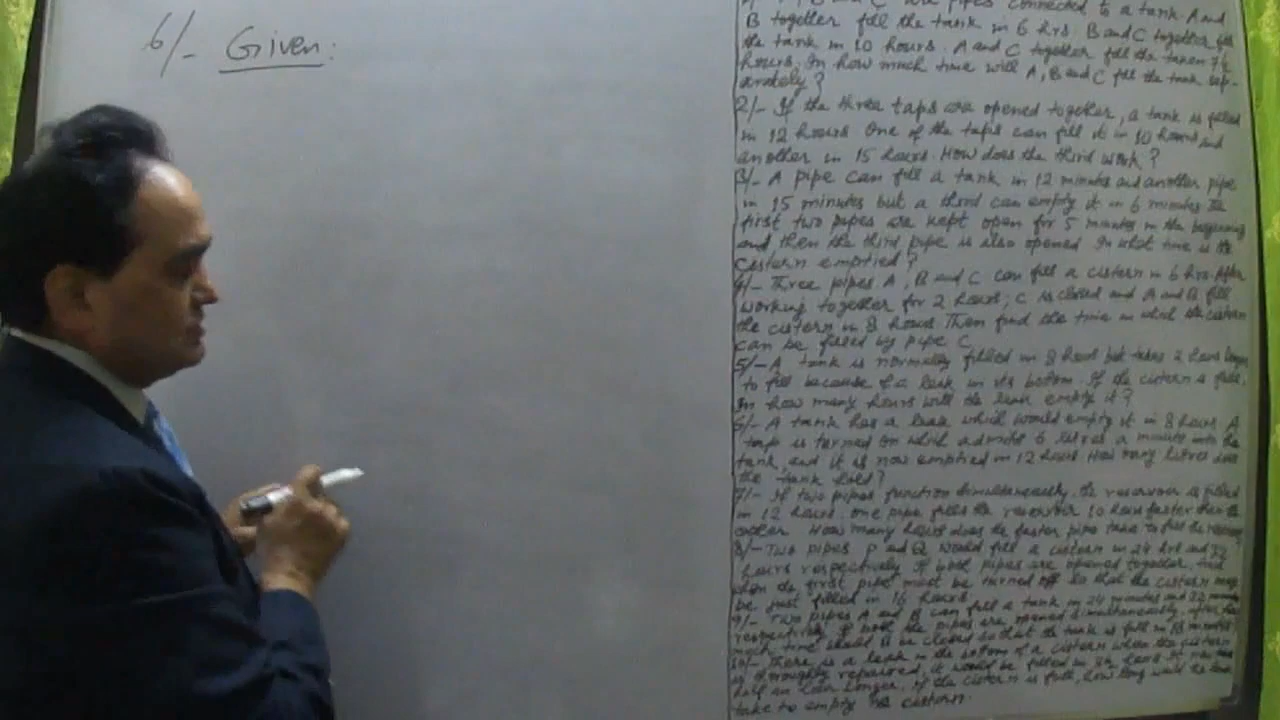 6/- Given:
B together fill the tank in 6 hrs. B and C together fill
the tank in 10 hours. A and C together fill the tank 7½
hours. In how much time will A, B and C fill the tank sep-
arately?
2/- If the three taps are opened together, a tank is filled
in 12 hours. One of the taps can fill it in 10 hours and
another in 15 hours. How does the third work?
3/- A pipe can fill a tank in 12 minutes and another pipe
in 15 minutes but a third can empty it in 6 minutes. The
first two pipes are kept open for 5 minutes in the beginning
and then the third pipe is also opened. In what time is the
cistern emptied?
4/- Three pipes A, B and C can fill a cistern in 6 hrs. After
working together for 2 hours, C is closed and A and B fill
the cistern in 8 hours. Then find the time in which the cistern
can be filled by pipe C.
5/- A tank is normally filled in 8 hours but takes 2 hours longer
to fill because of a leak in its bottom. If the cistern is full,
in how many hours will the leak empty it?
6/- A tank has a leak which would empty it in 8 hours. A
tap is turned on which admits 6 litres a minute into the
tank, and it is now emptied in 12 hours. How many litres does
the tank hold?
7/- If two pipes function simultaneously, the reservoir is filled
in 12 hours. One pipe fills the reservoir 10 hours faster than the
other. How many hours does the faster pipe take to fill the
8/- Two pipes P and Q would fill a cistern in 24 hrs and 32
hours respectively. If both pipes are opened together, find
when the first pipe must be turned off so that the cistern may
be just filled in 16 hours.
9/- Two pipes A and B can fill a tank in 24 minutes and 32
respectively. If both the pipes are opened simultaneously, after how
much time should B be closed so that the tank is full in 18 minutes
10/- There is a leak in the bottom of a cistern. When the cistern
is thoroughly repaired, it would be filled in
half an hour longer. If the cistern is full, how long would the
take to empty the cistern.